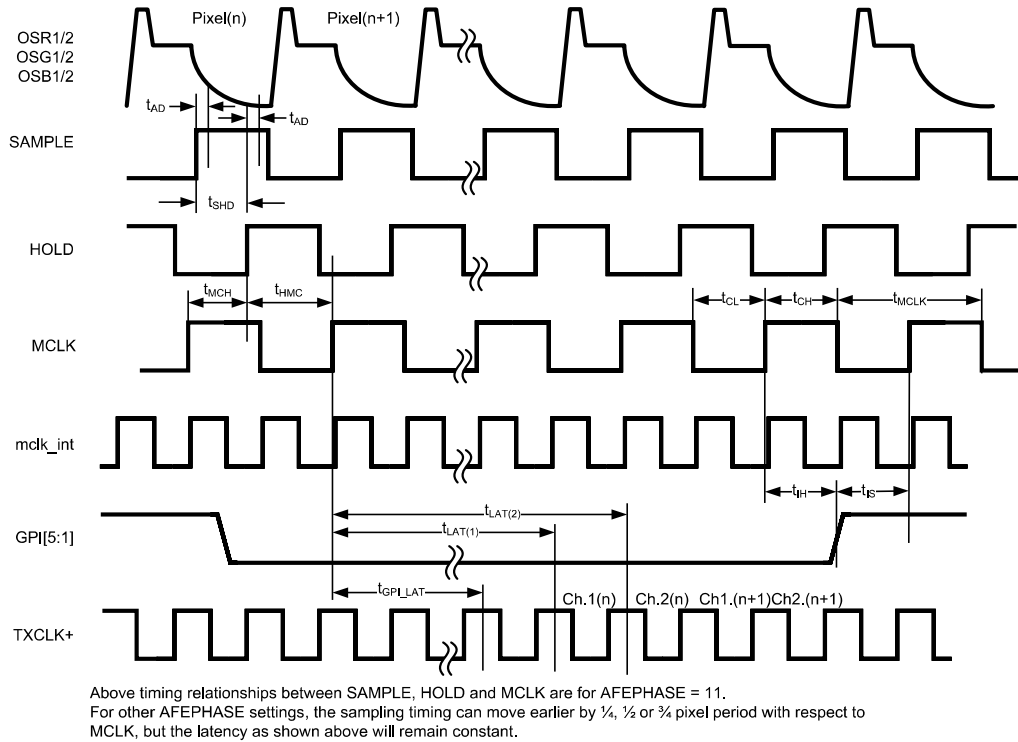 Pixel(n) Pixel(n+1)
OSR1/2
OSG1/2
OSB1/2
tAD
tAD
SAMPLE
tSHD
HOLD
tMCH tHMC tCL tCH tMCLK
MCLK
mclk_int
tIH tIS
tLAT(2)
GPI[5:1]
tLAT(1)
tGPI_LAT
Ch.1(n) Ch.2(n) Ch1.(n+1)Ch2.(n+1)
TXCLK+
Above timing relationships between SAMPLE, HOLD and MCLK are for AFEPHASE = 11.
For other AFEPHASE settings, the sampling timing can move earlier by ¼, ½ or ¾ pixel period with respect to
MCLK, but the latency as shown above will remain constant.